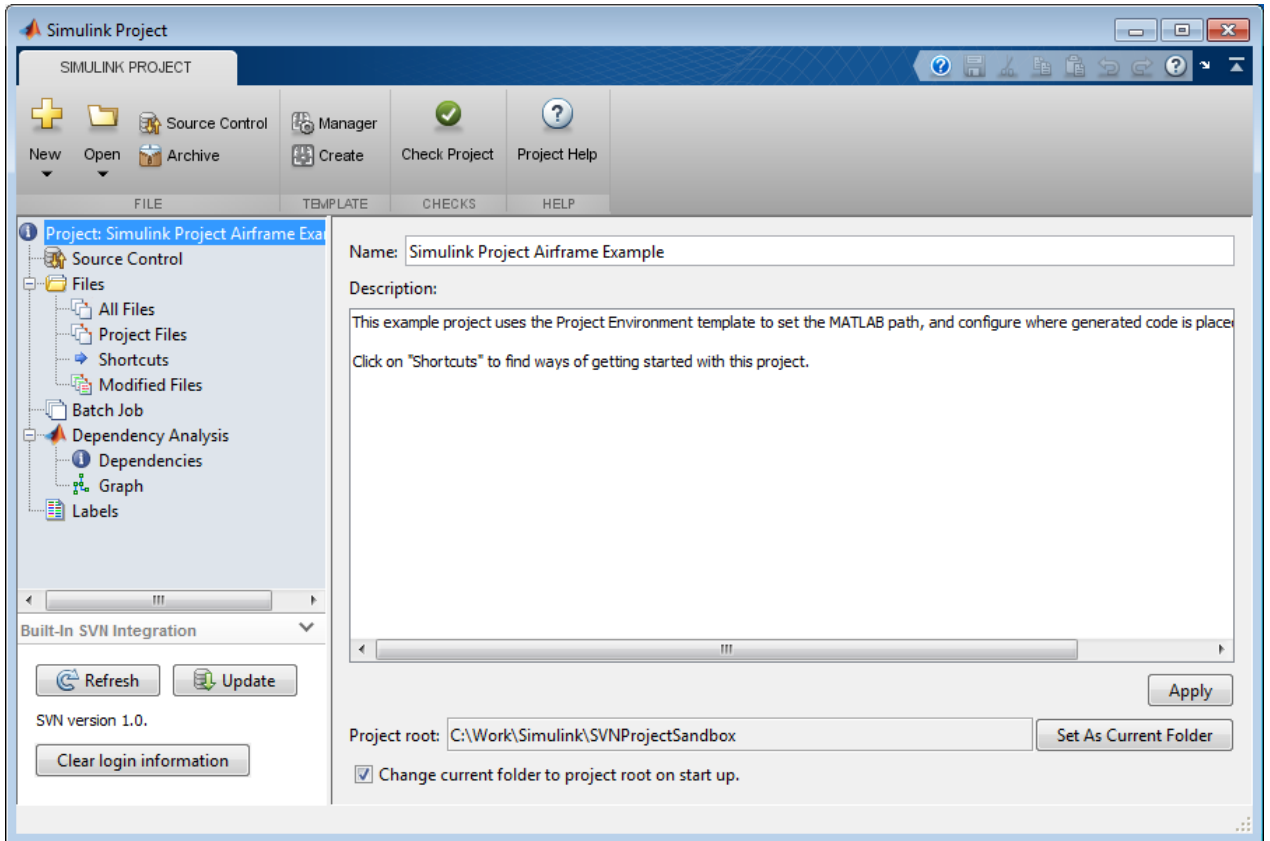 Simulink Project
SIMULINK PROJECT
New
Open
Source Control
Archive
Manager
Create
Check Project
Project Help
FILE
TEMPLATE
CHECKS
HELP
Project: Simulink Project Airframe Exa
Source Control
Files
All Files
Project Files
Shortcuts
Modified Files
Batch Job
Dependency Analysis
Dependencies
Graph
Labels
Built-In SVN Integration
Refresh
Update
SVN version 1.0.
Clear login information
Name: Simulink Project Airframe Example
Description:
This example project uses the Project Environment template to set the MATLAB path, and configure where generated code is placed
Click on "Shortcuts" to find ways of getting started with this project.
Apply
Project root: C:\Work\Simulink\SVNProjectSandbox
Set As Current Folder
Change current folder to project root on start up.